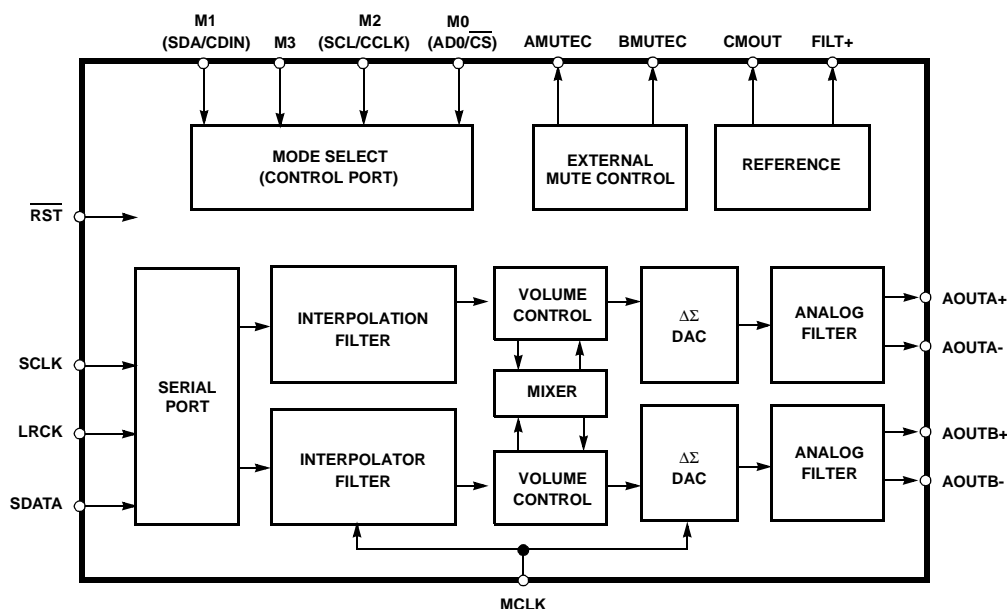 M1
(SDA/CDIN)
M3
M2
(SCL/CCLK)
M0
(AD0/CS)
AMUTEC
BMUTEC
CMOUT
FILT+
MODE SELECT
(CONTROL PORT)
EXTERNAL
MUTE CONTROL
REFERENCE
RST
SERIAL
PORT
INTERPOLATION
FILTER
VOLUME
CONTROL
ΔΣ
DAC
ANALOG
FILTER
AOUTA+
AOUTA-
SCLK
LRCK
SDATA
MIXER
INTERPOLATOR
FILTER
VOLUME
CONTROL
ΔΣ
DAC
ANALOG
FILTER
AOUTB+
AOUTB-
MCLK